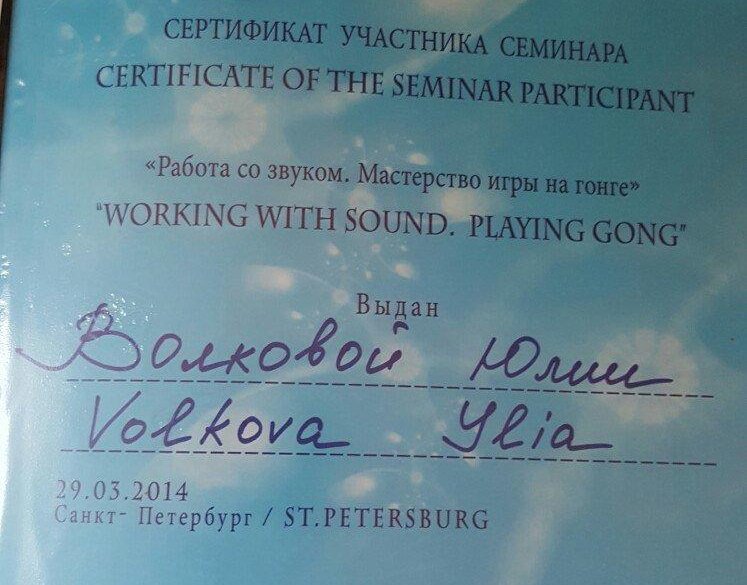 СЕРТИФИКАТ УЧАСТНИКА СЕМИНАРА
CERTIFICATE OF THE SEMINAR PARTICIPANT
«Работа со звуком. Мастерство игры на гонге»
"WORKING WITH SOUND. PLAYING GONG"
Выдан
Волковой Юлии
Volkova Ylia
29.03.2014
Санкт- Петербург / ST.PETERSBURG